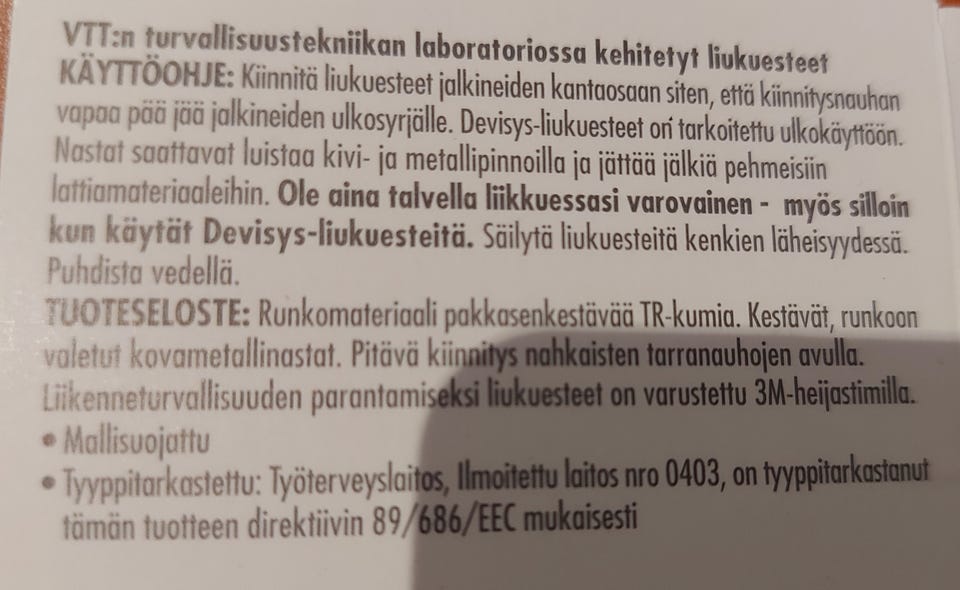 VTT:n turvallisuustekniikan laboratoriossa kehitetyt liukuesteet
KÄYTTÖOHJE: Kiinnitä liukuesteet jalkineiden kantaosaan siten, että kiinnitysnauhan
vapaa pää jää jalkineiden ulkosyrjälle. Devisys-liukuesteet on tarkoitettu ulkokäyttöön.
Nastat saattavat luistaa kivi- ja metallipinnoilla ja jättää jälkiä pehmeisiin
lattiamateriaaleihin. Ole aina talvella liikkuessasi varovainen - myös silloin
kun käytät Devisys-liukuesteitä. Säilytä liukuesteitä kenkien läheisyydessä.
Puhdista vedellä.
TUOTESELOSTE: Runkomateriaali pakkasenkestävää TR-kumia. Kestävät, runkoon
valetut kovametallinastat. Pitävä kiinnitys nahkaisten tarranauhojen avulla.
Liikenneturvallisuuden parantamiseksi liukuesteet on varustettu 3M-heijastimilla.
• Mallisuojattu
• Tyyppitarkastettu: Työterveyslaitos, Ilmoitettu laitos nro 0403, on tyyppitarkastanut
tämän tuotteen direktiivin 89/686/EEC mukaisesti